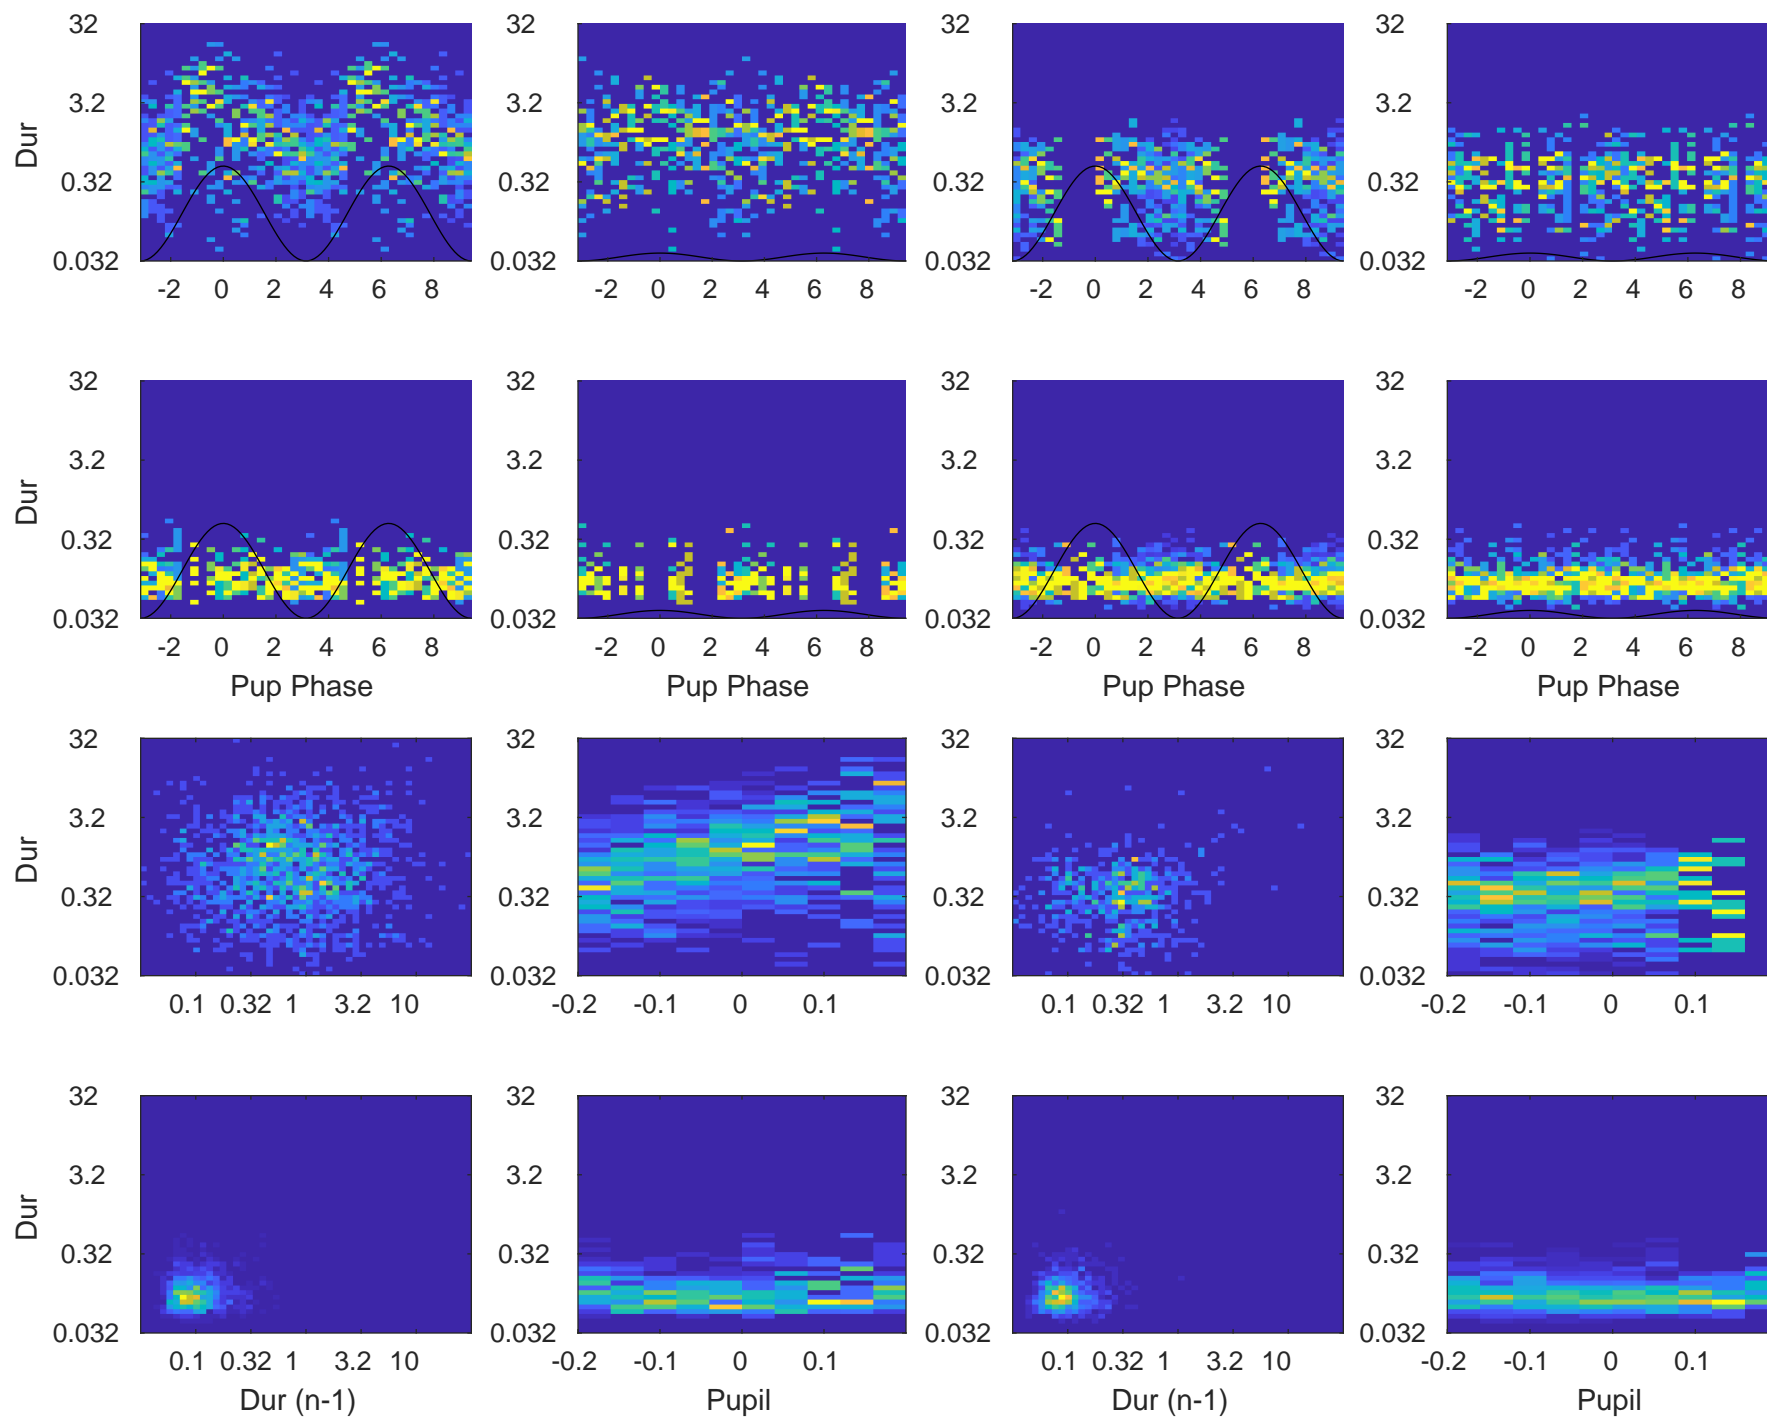 32 32 32 32
Dur 3.2 3.2 3.2 3.2
0.32 0.32 0.32 0.32
0.032 0.032 0.032 0.032
-2 0 2 4 6 8 -2 0 2 4 6 8 -2 0 2 4 6 8 -2 0 2 4 6 8
32 32 32 32
Dur 3.2 3.2 3.2 3.2
0.32 0.32 0.32 0.32
0.032 0.032 0.032 0.032
-2 0 2 4 6 8 -2 0 2 4 6 8 -2 0 2 4 6 8 -2 0 2 4 6 8
Pup Phase Pup Phase Pup Phase Pup Phase
32 32 32 32
Dur 3.2 3.2 3.2 3.2
0.32 0.32 0.32 0.32
0.032 0.032 0.032 0.032
0.1 0.32 1 3.2 10 -0.2 -0.1 0 0.1 0.1 0.32 1 3.2 10 -0.2 -0.1 0 0.1
32 32 32 32
Dur 3.2 3.2 3.2 3.2
0.32 0.32 0.32 0.32
0.032 0.032 0.032 0.032
0.1 0.32 1 3.2 10 -0.2 -0.1 0 0.1 0.1 0.32 1 3.2 10 -0.2 -0.1 0 0.1
Dur (n-1) Pupil Dur (n-1) Pupil